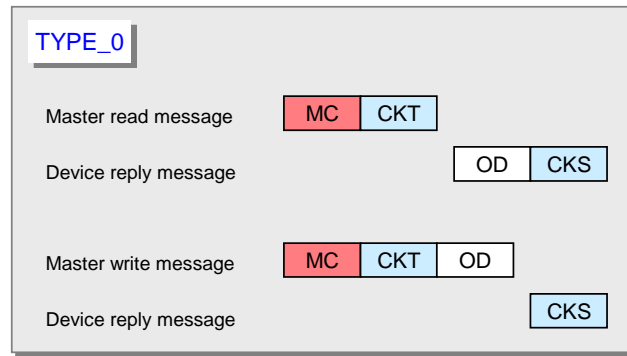 TYPE_0
Master read message MC CKT
Device reply message OD CKS
Master write message MC CKT OD
Device reply message CKS